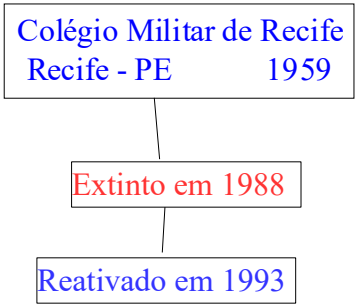 Colégio Militar de Recife
Recife - PE 1959
Extinto em 1988
Reativado em 1993